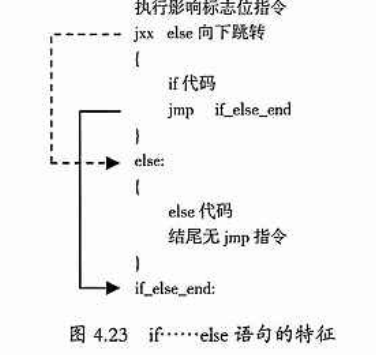 执行影响标志位指令
jxx else 向下跳转
{
if 代码
jmp if_else_end
}
else:
{
else 代码
结尾无 jmp 指令
}
if_else_end:
图 4.23 if……else 语句的特征